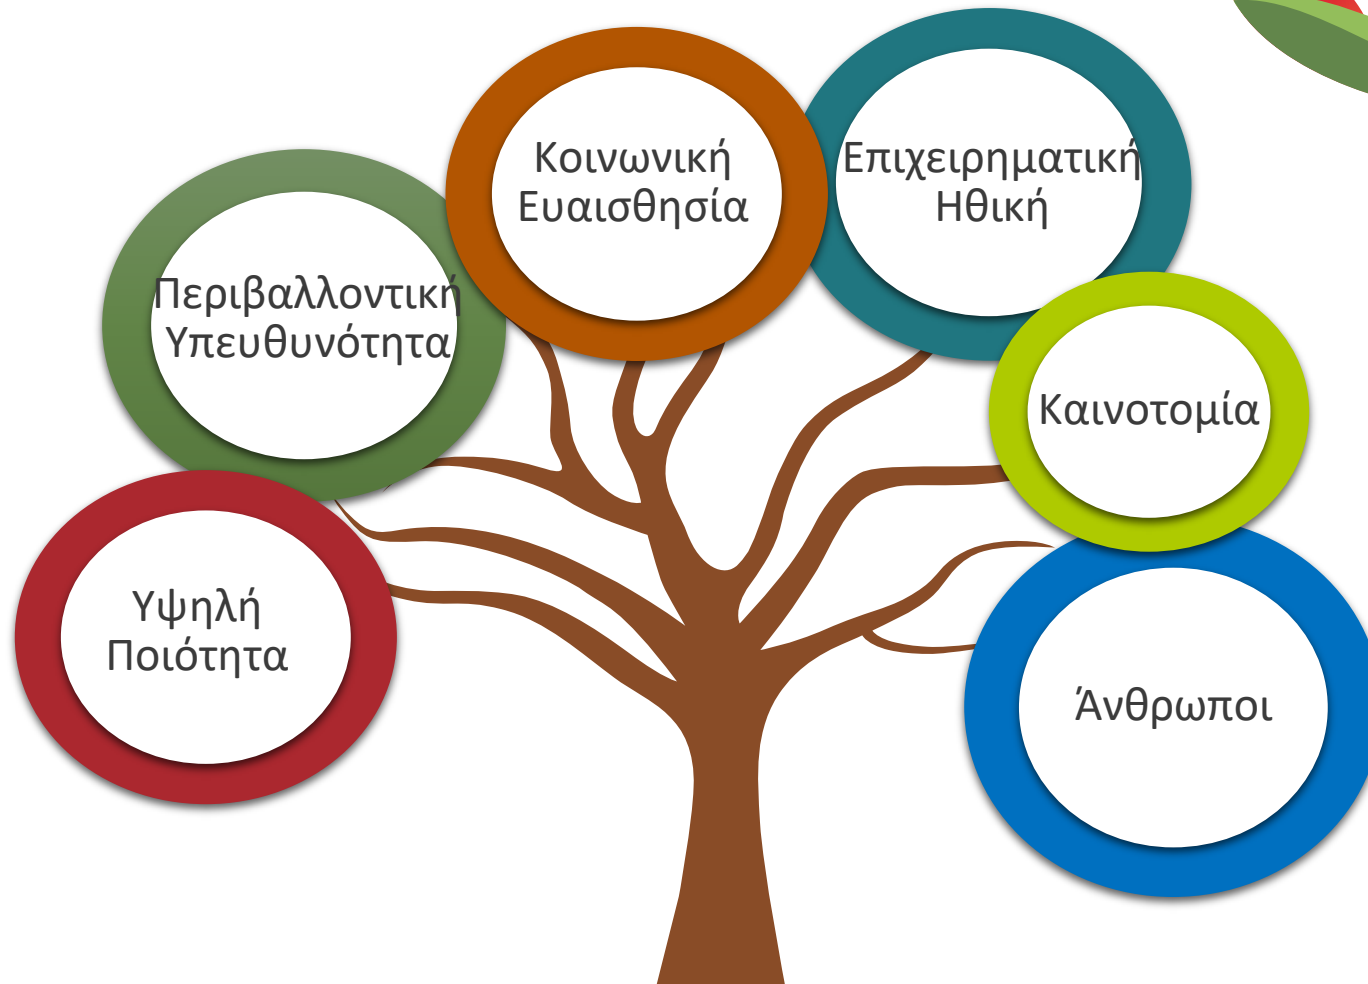 Κοινωνική
Ευαισθησία
Επιχειρηματική
Ηθική
Περιβαλλοντική
Υπευθυνότητα
Καινοτομία
Υψηλή
Ποιότητα
Άνθρωποι